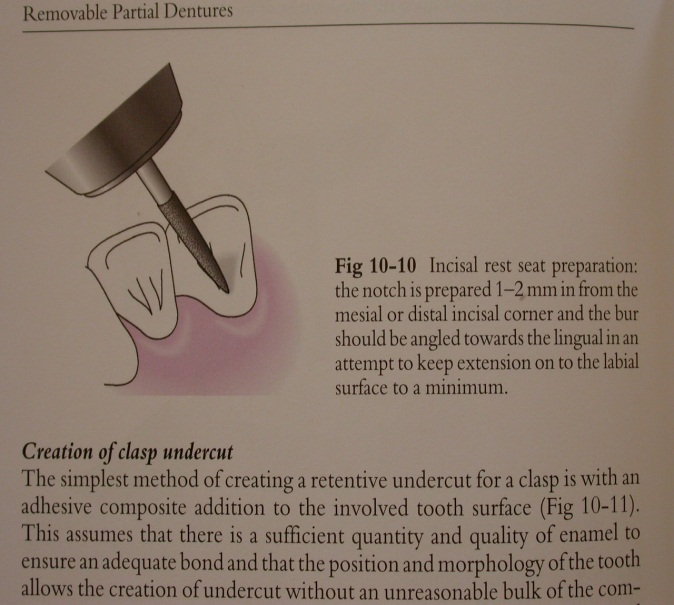 Removable Partial Dentures
Fig 10-10 Incisal rest seat preparation:
the notch is prepared 1–2 mm in from the
mesial or distal incisal corner and the bur
should be angled towards the lingual in an
attempt to keep extension on to the labial
surface to a minimum.
Creation of clasp undercut
The simplest method of creating a retentive undercut for a clasp is with an
adhesive composite addition to the involved tooth surface (Fig 10-11).
This assumes that there is a sufficient quantity and quality of enamel to
ensure an adequate bond and that the position and morphology of the tooth
allows the creation of undercut without an unreasonable bulk of the com-